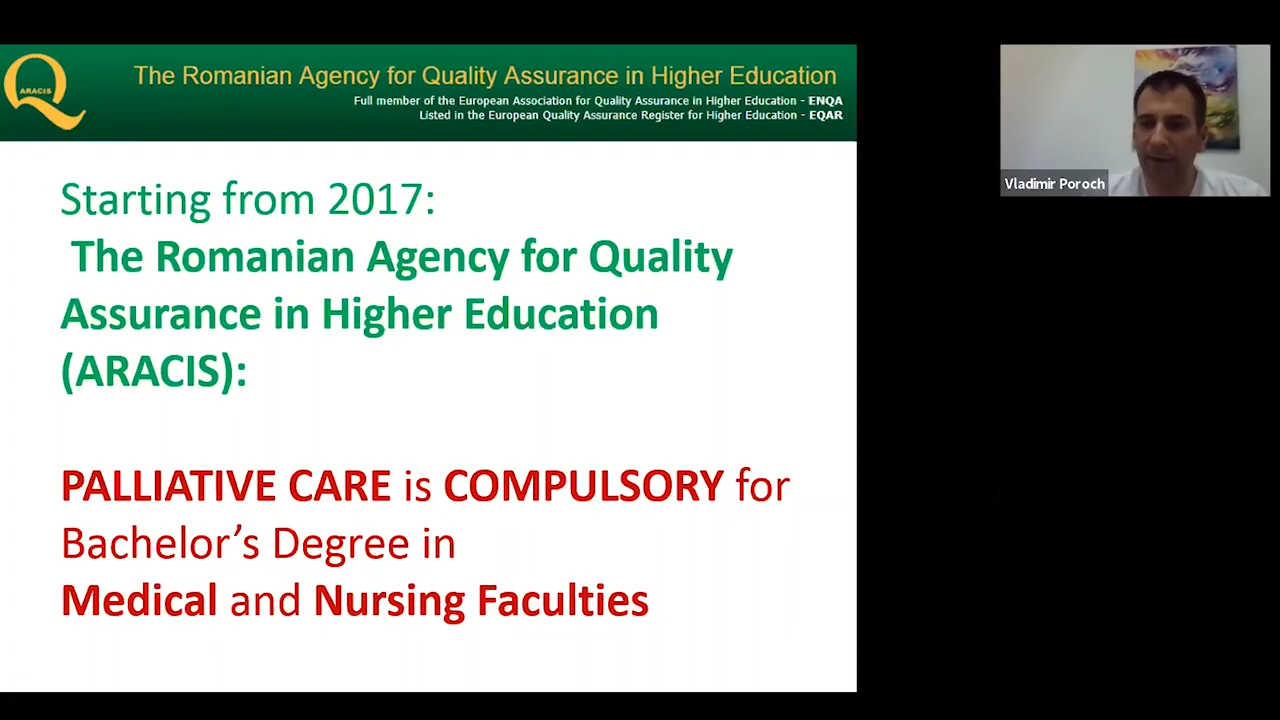 The Romanian Agency for Quality Assurance in Higher Education
Full member of the European Association for Quality Assurance in Higher Education - ENQA
Listed in the European Quality Assurance Register for Higher Education - EQAR
ARACIS
Starting from 2017:
The Romanian Agency for Quality
Assurance in Higher Education
(ARACIS):
PALLIATIVE CARE is COMPULSORY for
Bachelor’s Degree in
Medical and Nursing Faculties
Vladimir Poroch